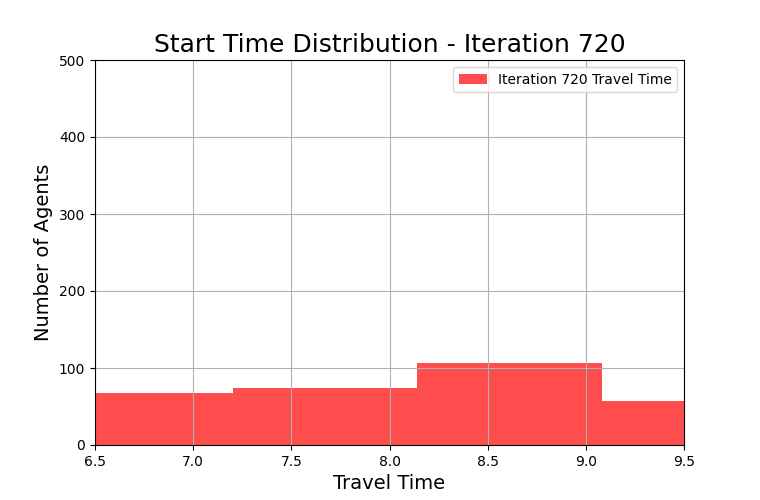 Start Time Distribution - Iteration 720
500
Iteration 720 Travel Time
400
300
200
100
0
Number of Agents
6.5 7.0 7.5 8.0 8.5 9.0 9.5
Travel Time